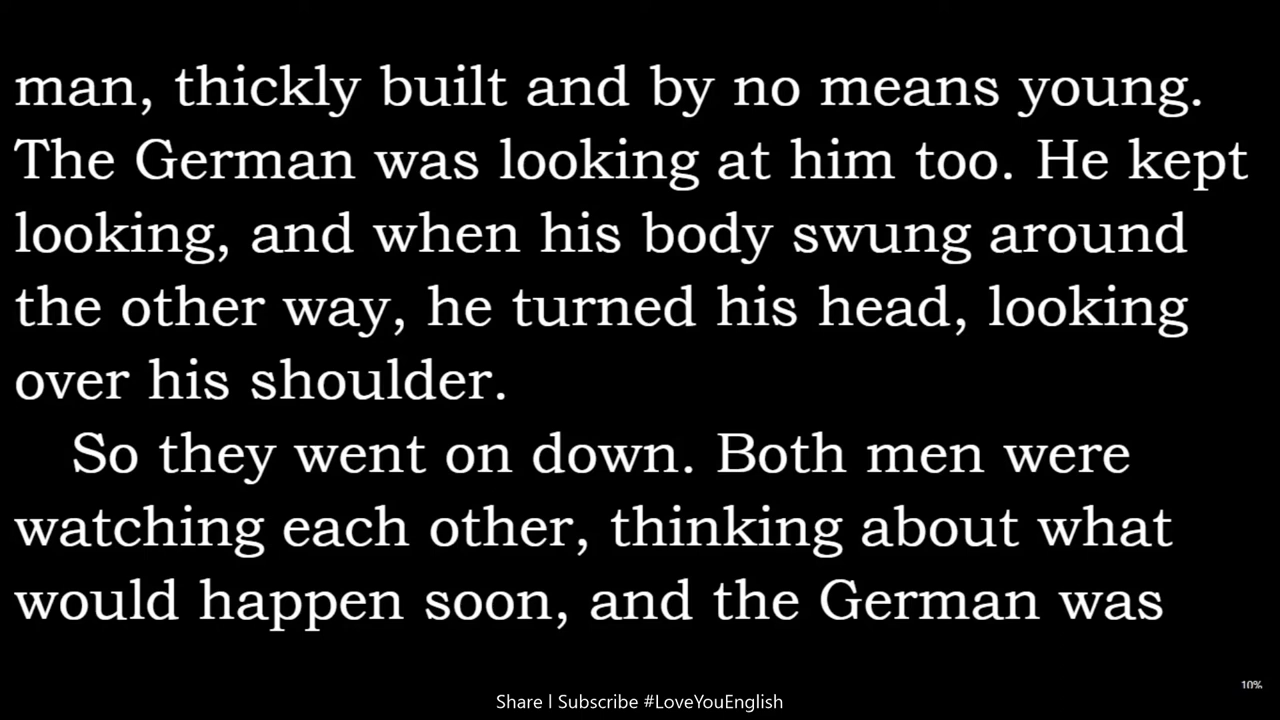 man, thickly built and by no means young.
The German was looking at him too. He kept
looking, and when his body swung around
the other way, he turned his head, looking
over his shoulder.
So they went on down. Both men were
watching each other, thinking about what
would happen soon, and the German was
10%
Share | Subscribe #LoveYouEnglish